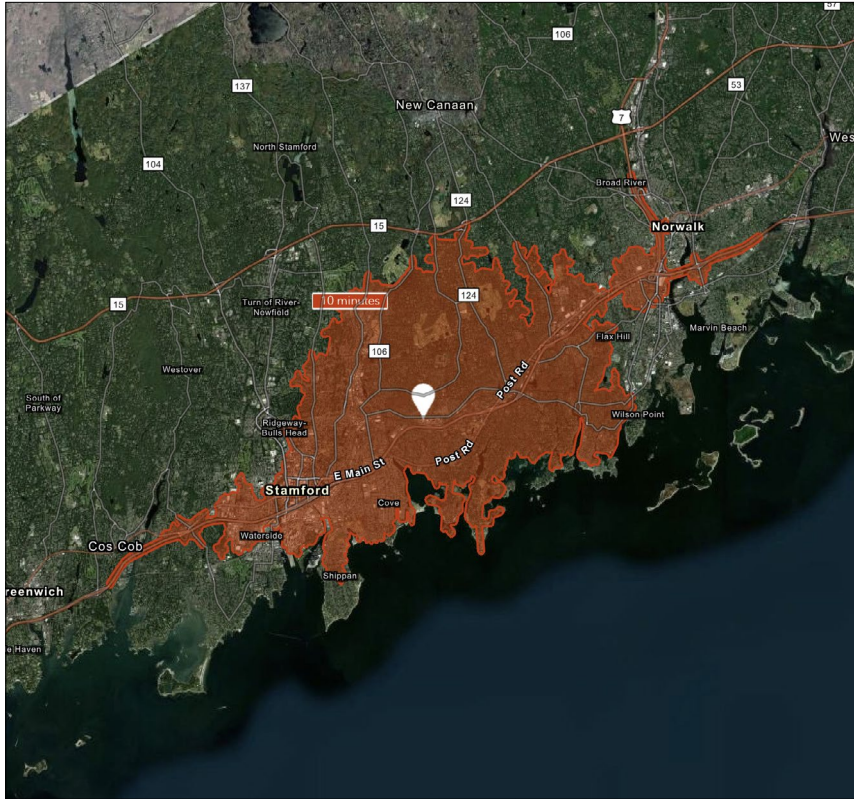 57
106
53
137
New Canaan
7
Wes
North Stamford
104
Broad River
124
15
Norwalk
10 minutes
124
15
Turn of River-
Newfield
Marvin Beach
Flax Hill
106
Westover
Post Rd
South of
Parkway
Wilson Point
Ridgeway-
Bulls Head
Post Rd
E Main St
Stamford
Cove
Waterside
Cos Cob
Shippan
reenwich
e Haven